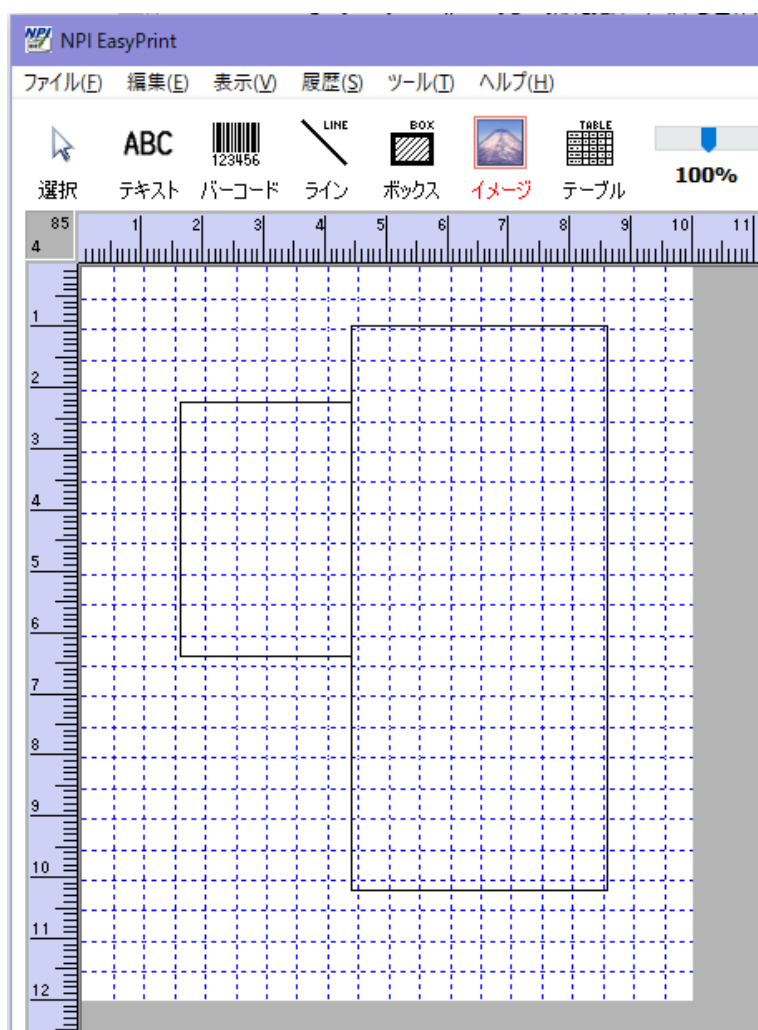 NPI EasyPrint
ファイル(F) 編集(E) 表示(V) 履歴(S) ツール(T) ヘルプ(H)
LINE BOX TABLE
ABC
123456
100%
選択 テキスト バーコード ライン ボックス イメージ テーブル
85 1 2 3 4 5 6 7 8 9 10 11
4
1
2
3
4
5
6
7
8
9
10
11
12